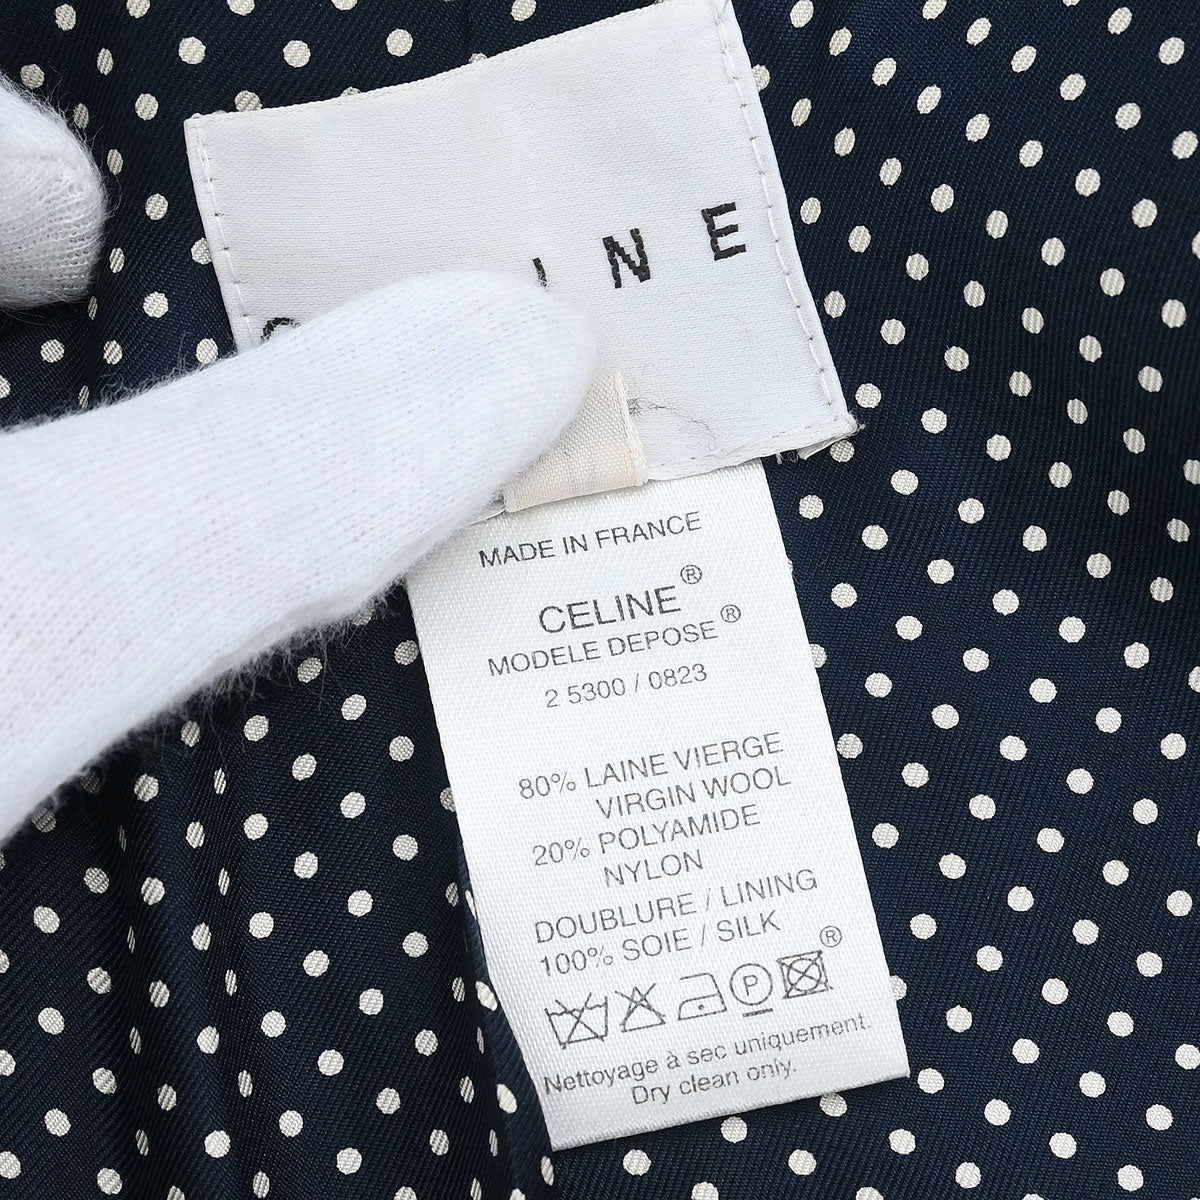 INE
MADE IN FRANCE
CELINE®
MODELE DEPOSE®
2 5300 / 0823
80% LAINE VIERGE
VIRGIN WOOL
20% POLYAMIDE
NYLON
DOUBLURE / LINING
100% SOIE / SILK
P ®
Nettoyage à sec uniquement.
Dry clean only.